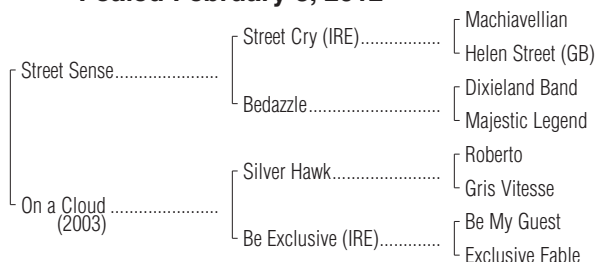 Foaled February 2012
Machiavellian
Street Cry (IRE)
Helen Street (GB)
Street Sense
Dixieland Band
Bedazzle
Majestic Legend
Roberto
Silver Hawk
Gris Vitesse
On a Cloud
(2003)
Be My Guest
Be Exclusive (IRE)
Exclusive Fable